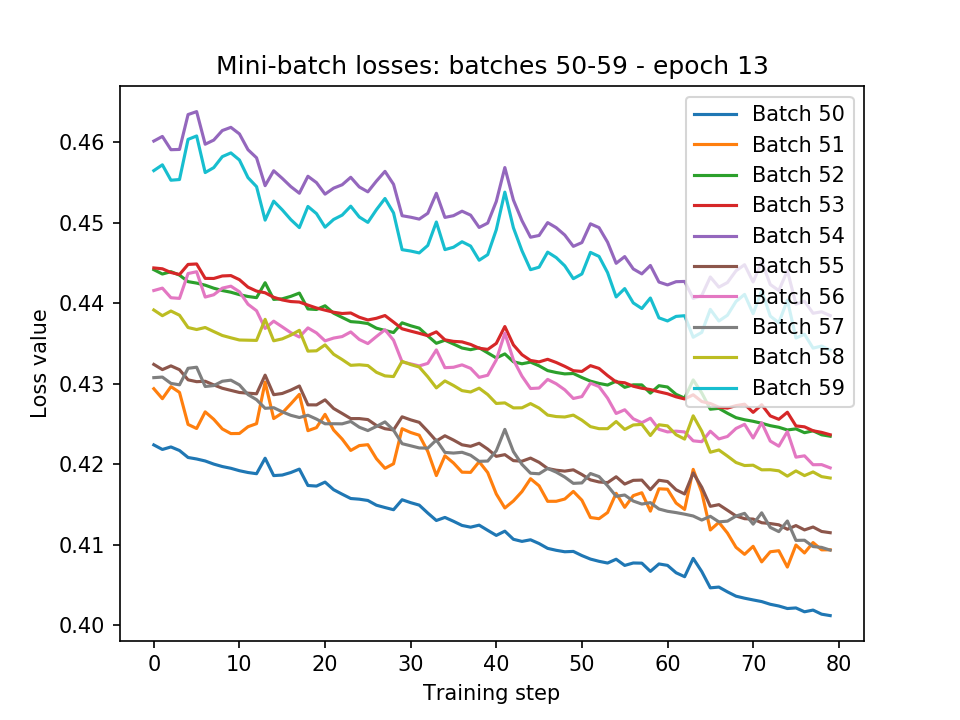 Mini-batch losses: batches 50-59 - epoch 13
Loss value
0.46
0.45
0.44
0.43
0.42
0.41
0.40
Batch 50
Batch 51
Batch 52
Batch 53
Batch 54
Batch 55
Batch 56
Batch 57
Batch 58
Batch 59
0 10 20 30 40 50 60 70 80
Training step